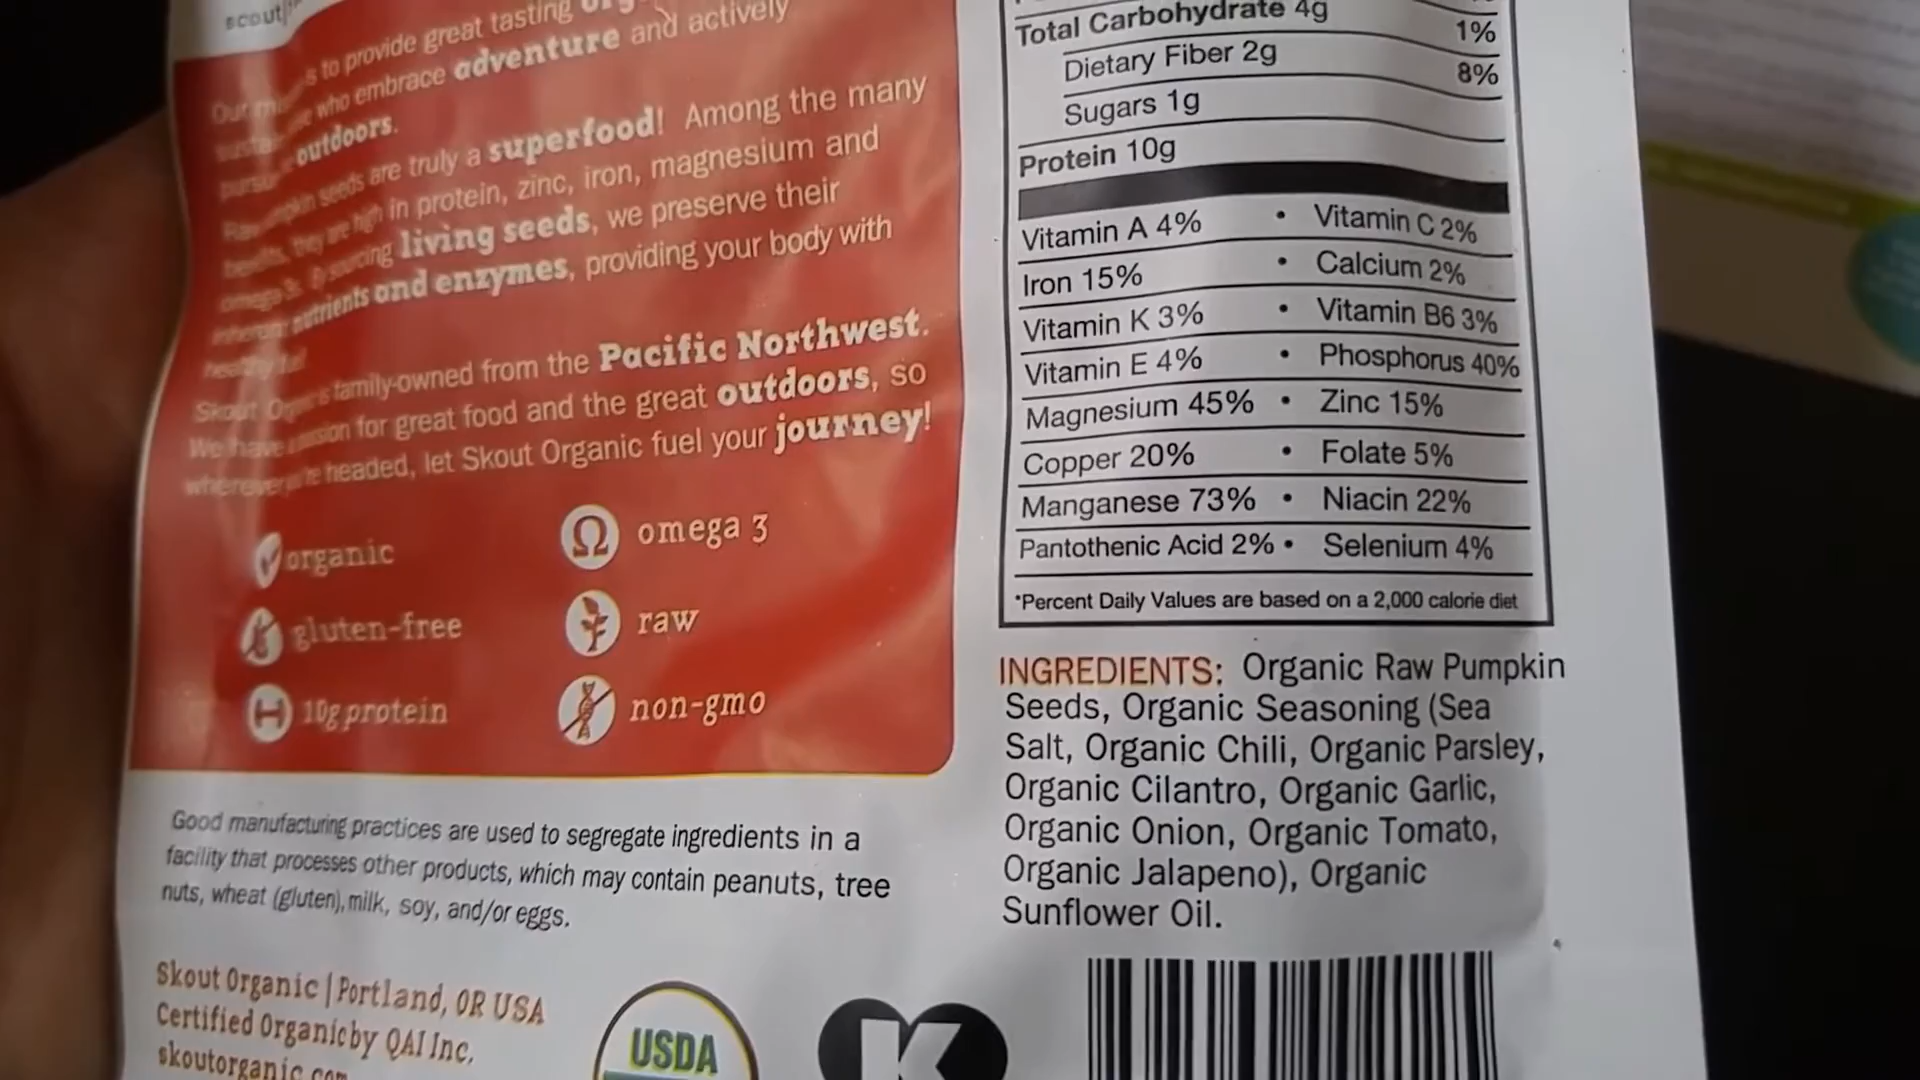 scout
to provide great tasting
who embrace adventure and actively
outdoors.
pumpkin seeds are truly a superfood! Among the many
benefits, they are high in protein, zinc, iron, magnesium and
omega 3s. By sourcing living seeds, we preserve their
inherent nutrients and enzymes, providing your body with
healthy fuel
Skout Organic is family-owned from the Pacific Northwest.
We have a passion for great food and the great outdoors, so
wherever headed, let Skout Organic fuel your journey!
organic
omega 3
gluten-free
raw
10g protein
non-gmo
Good manufacturing practices are used to segregate ingredients in a
facility that processes other products, which may contain peanuts, tree
nuts, wheat (gluten), milk, soy, and/or eggs.
Skout Organic | Portland, OR USA
Certified Organic by QAI Inc.
skoutorganic.com
USDA
K
Total Carbohydrate 4g 1%
Dietary Fiber 2g 8%
Sugars 1g
Protein 10g
Vitamin A 4% • Vitamin C 2%
Iron 15% • Calcium 2%
Vitamin K 3% • Vitamin B6 3%
Vitamin E 4% • Phosphorus 40%
Magnesium 45% • Zinc 15%
Copper 20% • Folate 5%
Manganese 73% • Niacin 22%
Pantothenic Acid 2% • Selenium 4%
*Percent Daily Values are based on a 2,000 calorie diet
INGREDIENTS: Organic Raw Pumpkin
Seeds, Organic Seasoning (Sea
Salt, Organic Chili, Organic Parsley,
Organic Cilantro, Organic Garlic,
Organic Onion, Organic Tomato,
Organic Jalapeno), Organic
Sunflower Oil.